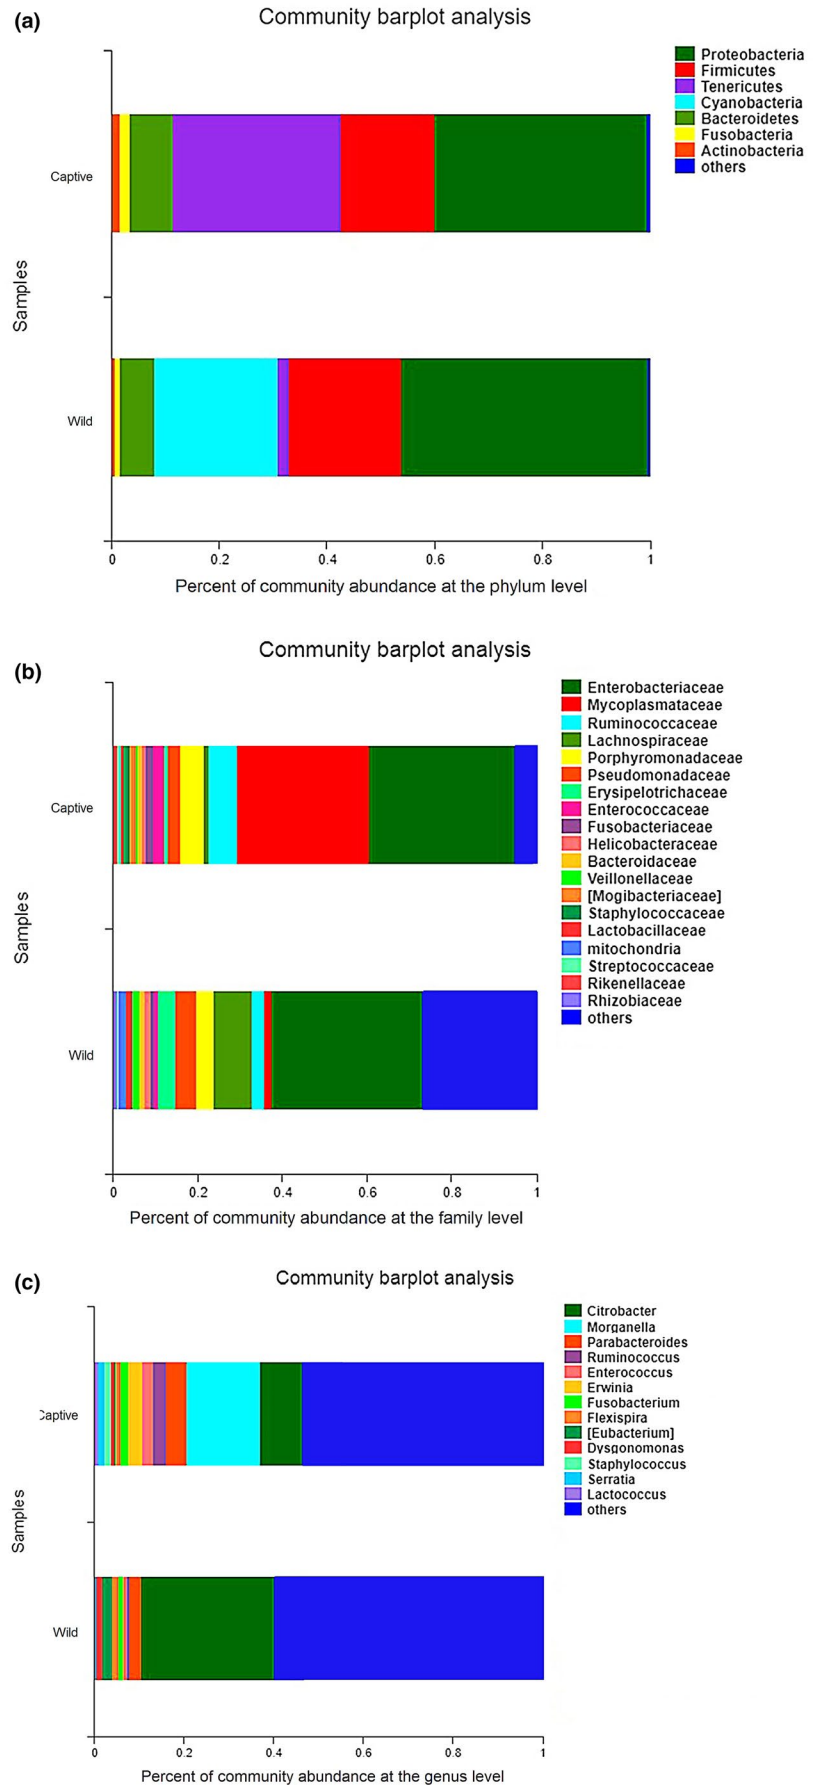 (a)
Community barplot analysis
Proteobacteria
Firmicutes
Tenericutes
Cyanobacteria
Bacteroidetes
Fusobacteria
Actinobacteria
others
Captive
Samples
Wild
0 0.2 0.4 0.6 0.8 1
Percent of community abundance at the phylum level
(b)
Community barplot analysis
Enterobacteriaceae
Mycoplasmataceae
Ruminococcaceae
Lachnospiraceae
Porphyromonadaceae
Pseudomonadaceae
Erysipelotrichaceae
Enterococcaceae
Fusobacteriaceae
Helicobacteraceae
Bacteroidaceae
Veillonellaceae
[Mogibacteriaceae]
Staphylococcaceae
Lactobacillaceae
mitochondria
Streptococcaceae
Rikenellaceae
Rhizobiaceae
others
Captive
Samples
Wild
0 0.2 0.4 0.6 0.8 1
Percent of community abundance at the family level
(c)
Community barplot analysis
Citrobacter
Morganella
Parabacteroides
Ruminococcus
Enterococcus
Erwinia
Fusobacterium
Flexispira
[Eubacterium]
Dysgonomonas
Staphylococcus
Serratia
Lactococcus
others
Captive
Samples
Wild
0 0.2 0.4 0.6 0.8 1
Percent of community abundance at the genus level